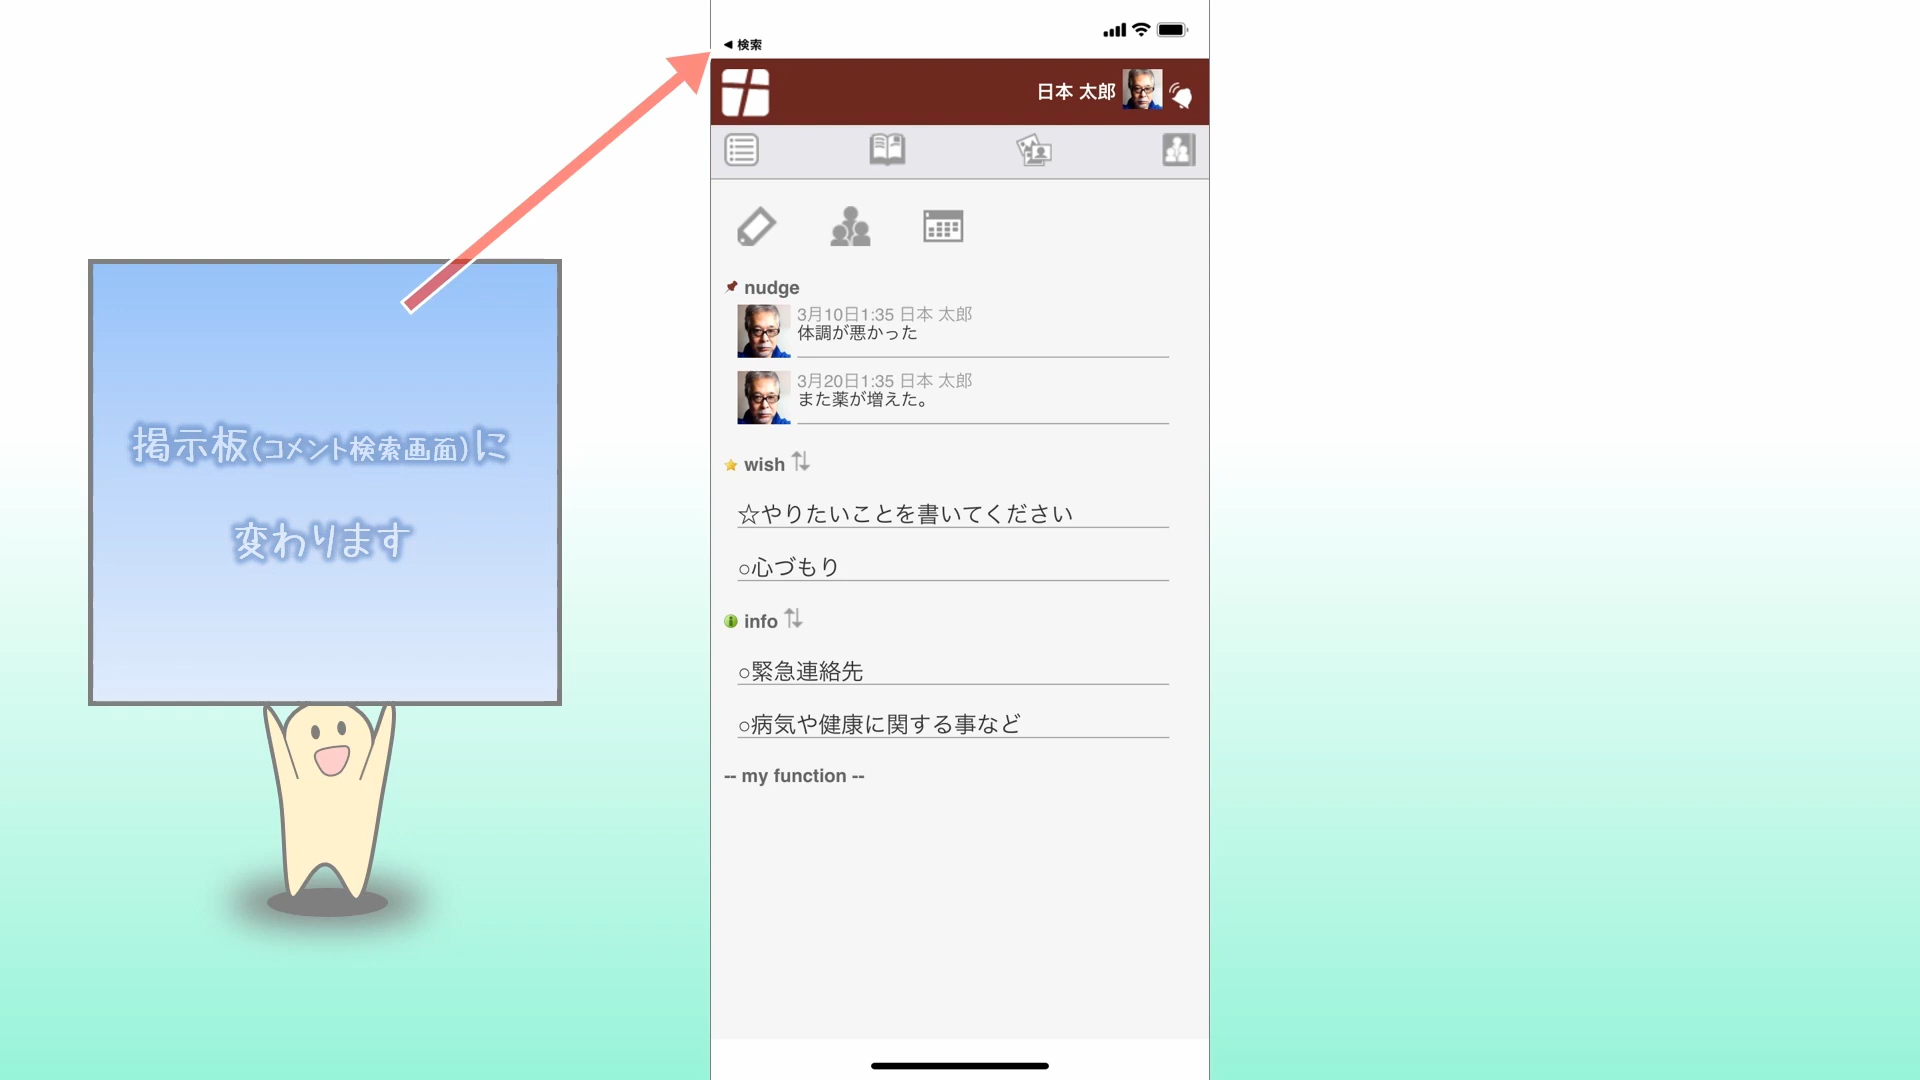 掲示板(コメント検索画面)に
変わります
◀ 検索
日本 太郎
nudge
3月10日1:35 日本 太郎
体調が悪かった
3月20日1:35 日本 太郎
また薬が増えた。
wish
☆やりたいことを書いてください
○心づもり
info
○緊急連絡先
○病気や健康に関する事など
-- my function --